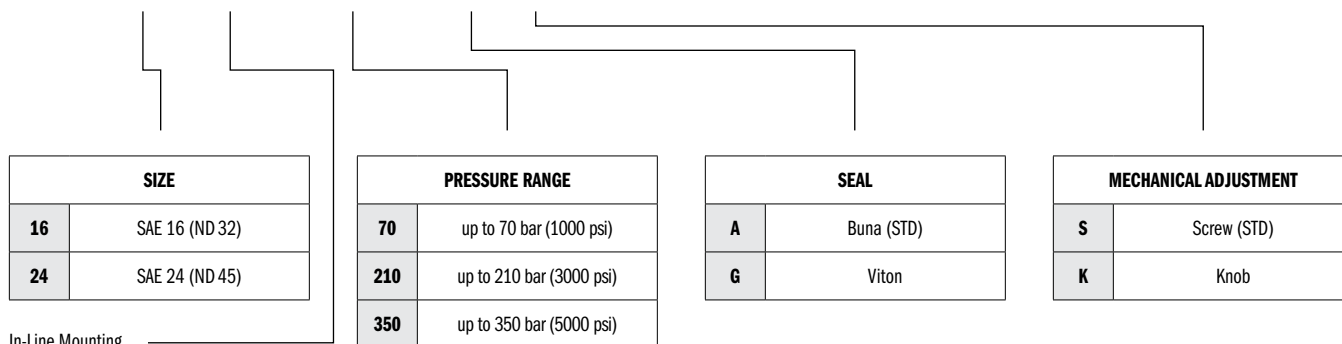 SIZE
16 SAE 16 (ND 32)
24 SAE 24 (ND 45)
In-Line Mounting
PRESSURE RANGE
70 up to 70 bar (1000 psi)
210 up to 210 bar (3000 psi)
350 up to 350 bar (5000 psi)
SEAL
A Buna (STD)
G Viton
MECHANICAL ADJUSTMENT
S Screw (STD)
K Knob